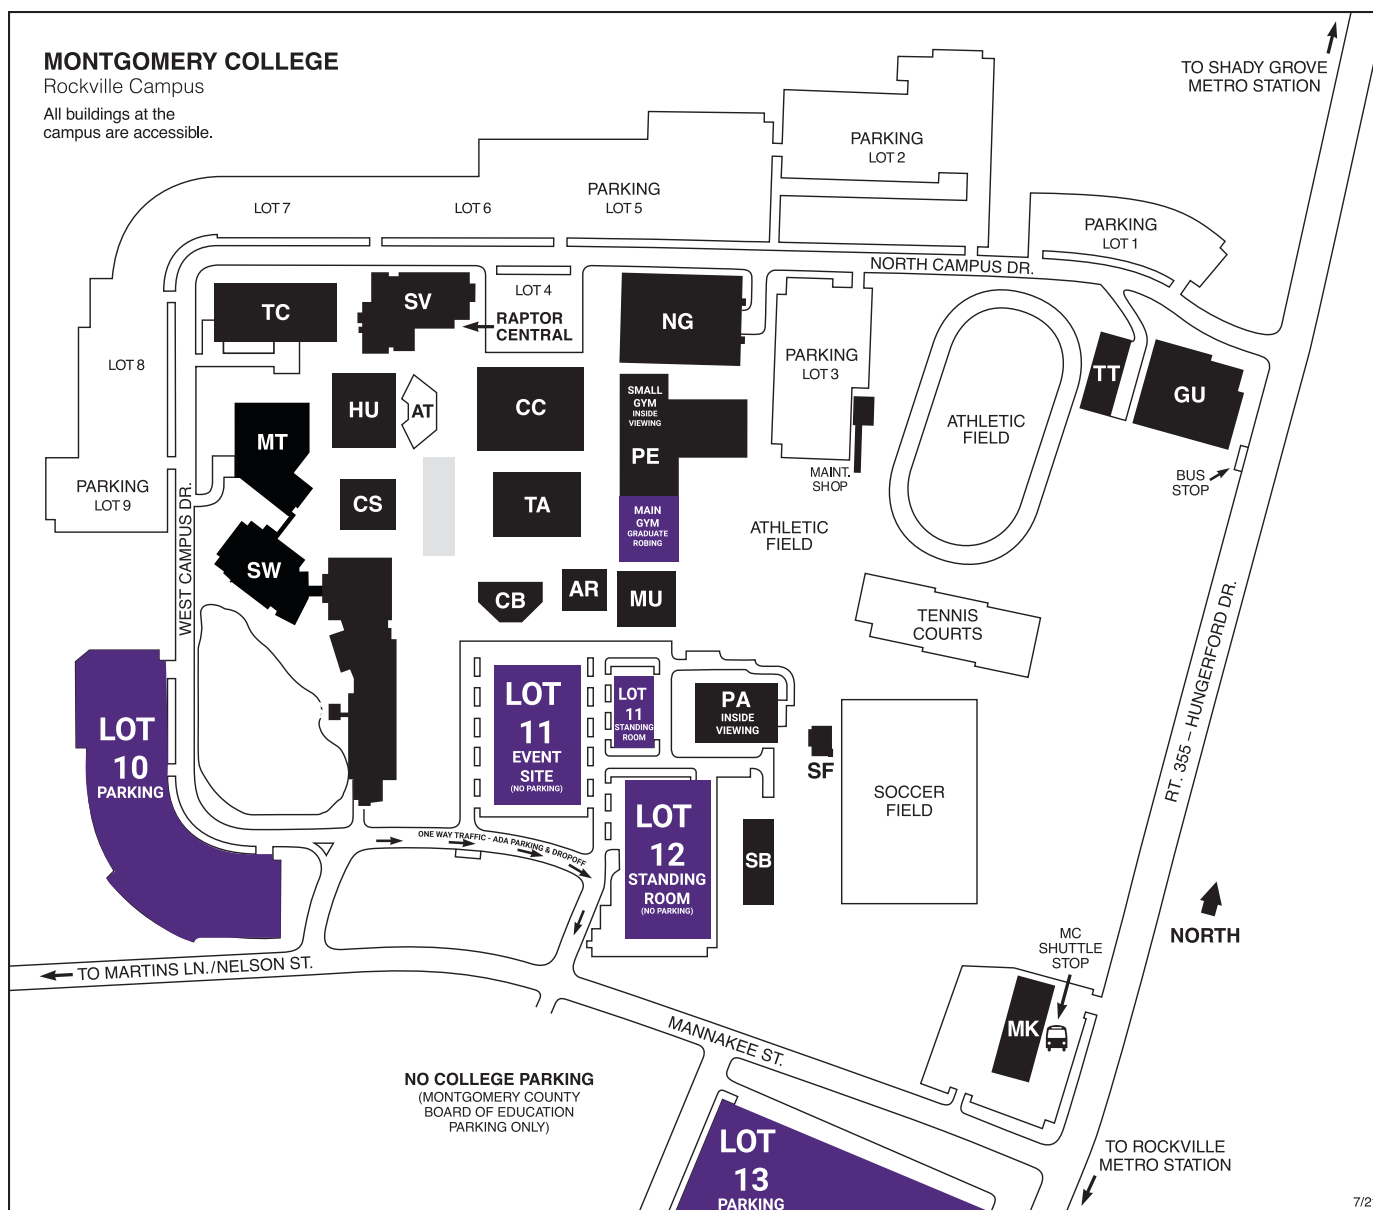 MONTGOMERY COLLEGE
Rockville Campus
All buildings at the
campus are accessible.
TO SHADY GROVE
METRO STATION
PARKING
LOT 2
PARKING
LOT 5
LOT 7
LOT 6
PARKING
LOT 1
NORTH CAMPUS DR.
LOT 4
TC
SV
RAPTOR
CENTRAL
NG
PARKING
LOT 3
LOT 8
TT
GU
HU
AT
CC
SMALL
GYM
INSIDE
VIEWING
PE
ATHLETIC
FIELD
MT
MAINT.
SHOP
BUS
STOP
PARKING
LOT 9
CS
TA
MAIN
GYM
GRADUATE
ROBING
ATHLETIC
FIELD
WEST CAMPUS DR.
SW
CB
AR
MU
TENNIS
COURTS
RT. 355 – HUNGERFORD DR.
LOT
10
PARKING
LOT
11
EVENT
SITE
(NO PARKING)
LOT
11
STANDING
ROOM
PA
INSIDE
VIEWING
SF
SOCCER
FIELD
ONE WAY TRAFFIC - ADA PARKING & DROPOFF
LOT
12
STANDING
ROOM
(NO PARKING)
SB
NORTH
MC
SHUTTLE
STOP
TO MARTINS LN./NELSON ST.
MK
MANNAKEE ST.
NO COLLEGE PARKING
(MONTGOMERY COUNTY
BOARD OF EDUCATION
PARKING ONLY)
LOT
13
PARKING
TO ROCKVILLE
METRO STATION
7/21